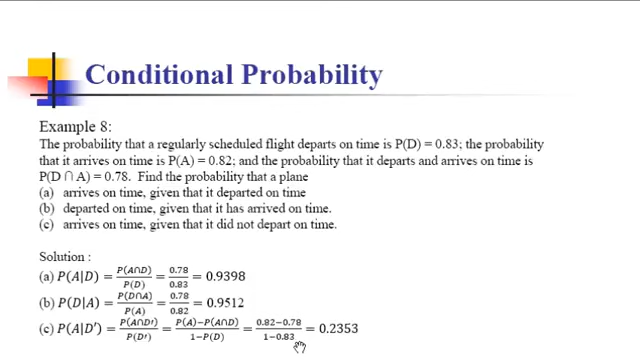 Conditional Probability
Example 8:
The probability that a regularly scheduled flight departs on time is P(D) = 0.83; the probability
that it arrives on time is P(A) = 0.82; and the probability that it departs and arrives on time is
P(D ∩ A) = 0.78. Find the probability that a plane
(a) arrives on time, given that it departed on time
(b) departed on time, given that it has arrived on time.
(c) arrives on time, given that it did not depart on time.
Solution :
(a) P(A|D) = P(A∩D)/P(D) = 0.78/0.83 = 0.9398
(b) P(D|A) = P(D∩A)/P(A) = 0.78/0.82 = 0.9512
(c) P(A|D′) = P(A∩D′)/P(D′) = P(A)−P(A∩D)/1−P(D) = 0.82−0.78/1−0.83 = 0.2353